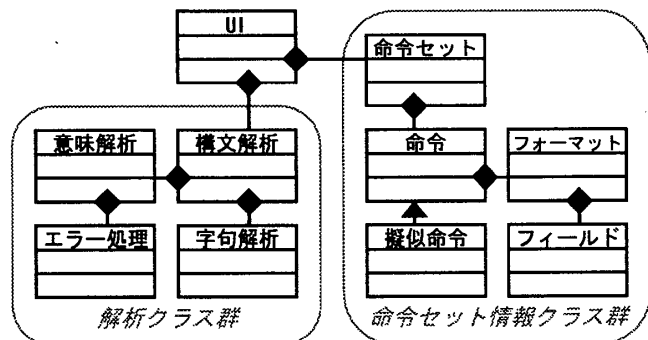 UI
命令セット
意味解析
構文解析
命令
フォーマット
エラー処理
字句解析
擬似命令
フィールド
解析クラス群
命令セット情報クラス群